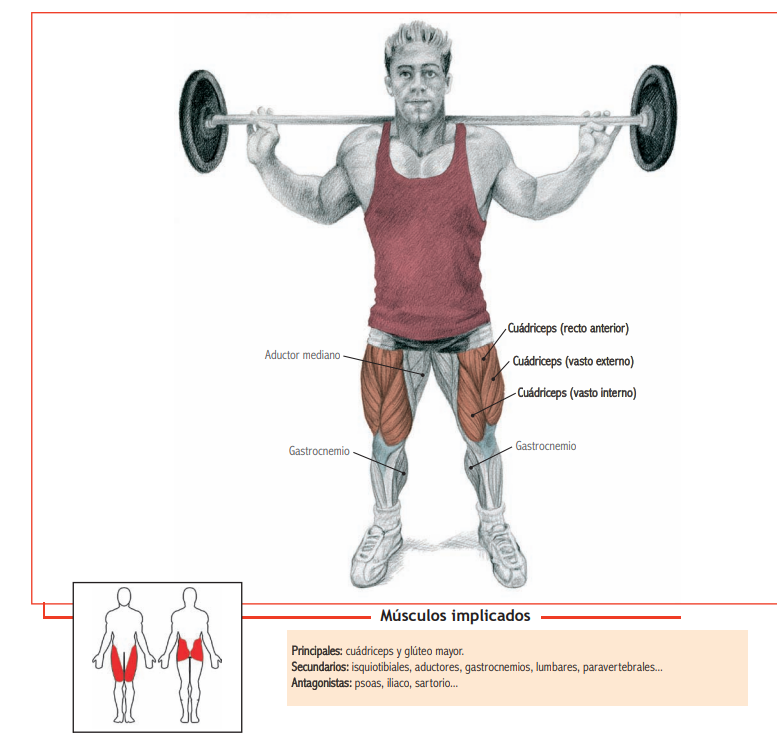 Cuádriceps (recto anterior)
Aductor mediano
Cuádriceps (vasto externo)
Cuádriceps (vasto interno)
Gastrocnemio
Gastrocnemio
Músculos implicados
Principales: cuádriceps y glúteo mayor.
Secundarios: isquiotibiales, aductores, gastrocnemios, lumbares, paravertebrales...
Antagonistas: psoas, iliaco, sartorio...